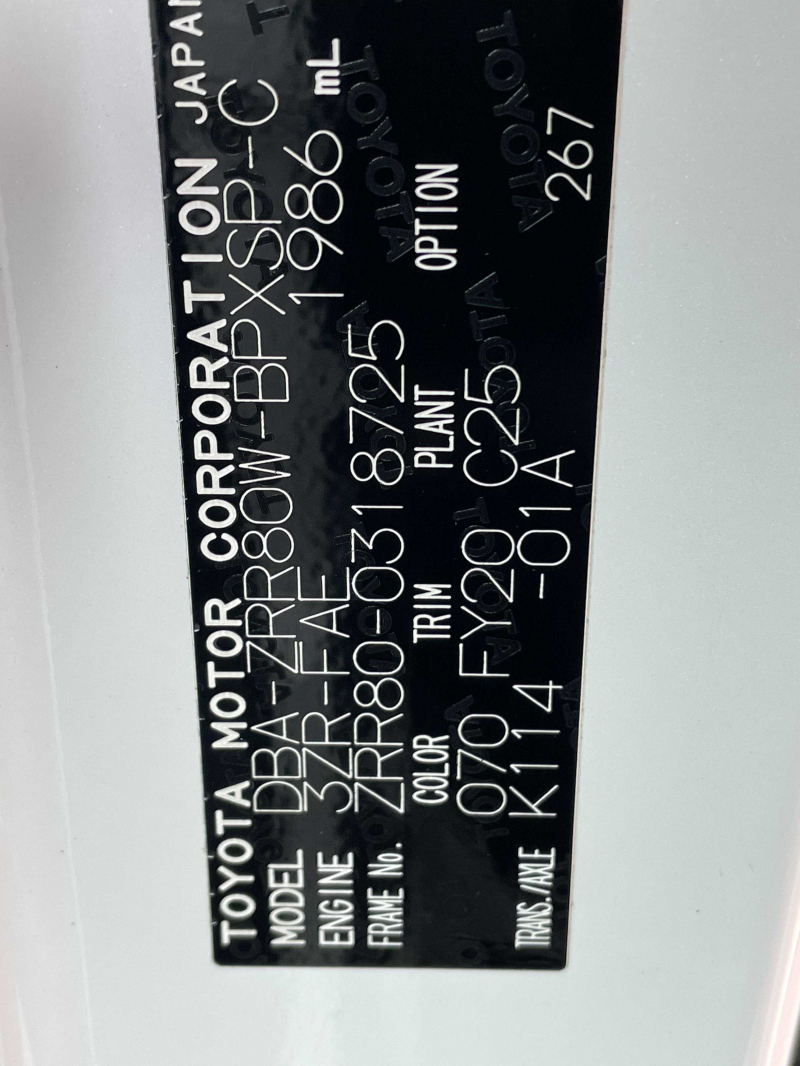 TOYOTA MOTOR CORPORATION JAPAN
MODEL DBA-ZRR80W-BPXSP-C
ENGINE 3ZR-FAE 1986 mL
FRAME No. ZRR80-0318725
COLOR TRIM PLANT OPTION
070 FY20 C25
TRANS./AXLE K114 -01A 267